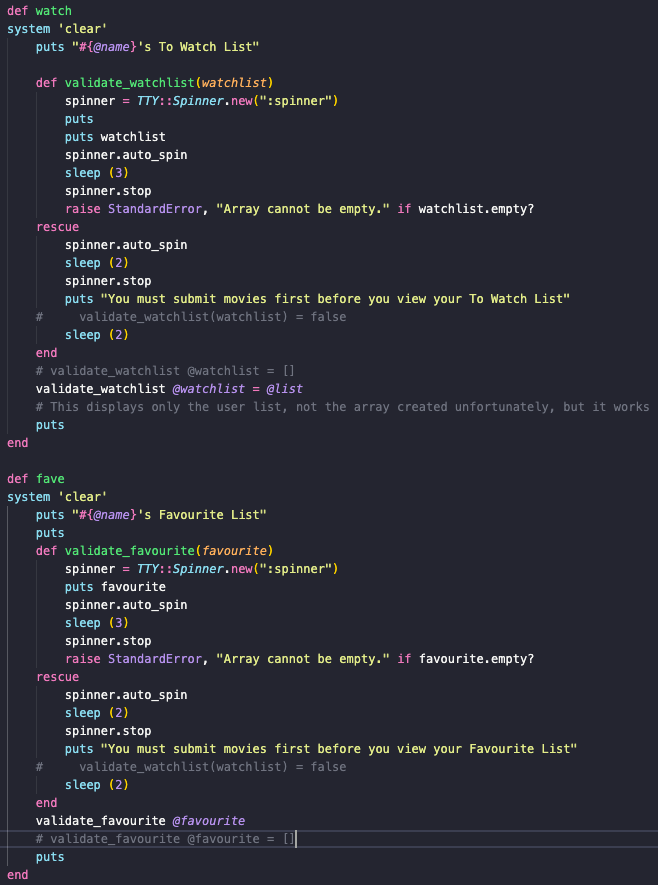 def watch
system 'clear'
    puts "#{@name}'s To Watch List"

    def validate_watchlist(watchlist)
        spinner = TTY::Spinner.new(":spinner")
        puts
        puts watchlist
        spinner.auto_spin
        sleep (3)
        spinner.stop
        raise StandardError, "Array cannot be empty." if watchlist.empty?
    rescue
        spinner.auto_spin
        sleep (2)
        spinner.stop
        puts "You must submit movies first before you view your To Watch List"
    #     validate_watchlist(watchlist) = false
        sleep (2)
    end
    # validate_watchlist @watchlist = []
    validate_watchlist @watchlist = @list
    # This displays only the user list, not the array created unfortunately, but it works
    puts
end

def fave
system 'clear'
    puts "#{@name}'s Favourite List"
    puts
    def validate_favourite(favourite)
        spinner = TTY::Spinner.new(":spinner")
        puts favourite
        spinner.auto_spin
        sleep (3)
        spinner.stop
        raise StandardError, "Array cannot be empty." if favourite.empty?
    rescue
        spinner.auto_spin
        sleep (2)
        spinner.stop
        puts "You must submit movies first before you view your Favourite List"
    #     validate_watchlist(watchlist) = false
        sleep (2)
    end
    validate_favourite @favourite
    # validate_favourite @favourite = []
    puts
end